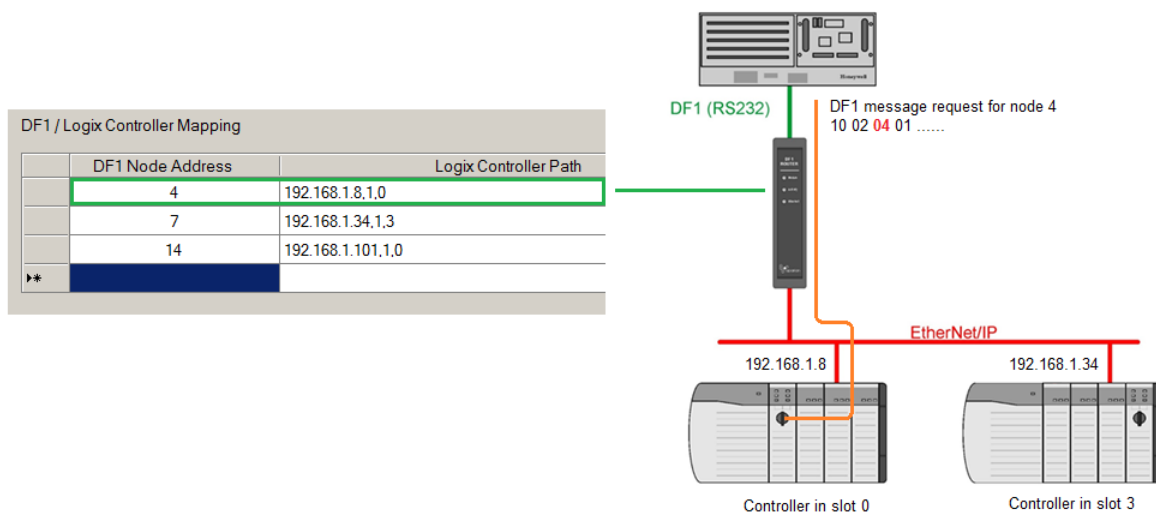 Honeywell
DF1 (RS232)
DF1 message request for node 4
10 02 04 01 ......
DF1 / Logix Controller Mapping
DF1 Node Address Logix Controller Path
4 192.168.1.8,1,0
7 192.168.1.34,1,3
14 192.168.1.101,1,0
DF1
ROUTER
EtherNet/IP
192.168.1.8
192.168.1.34
Controller in slot 0
Controller in slot 3